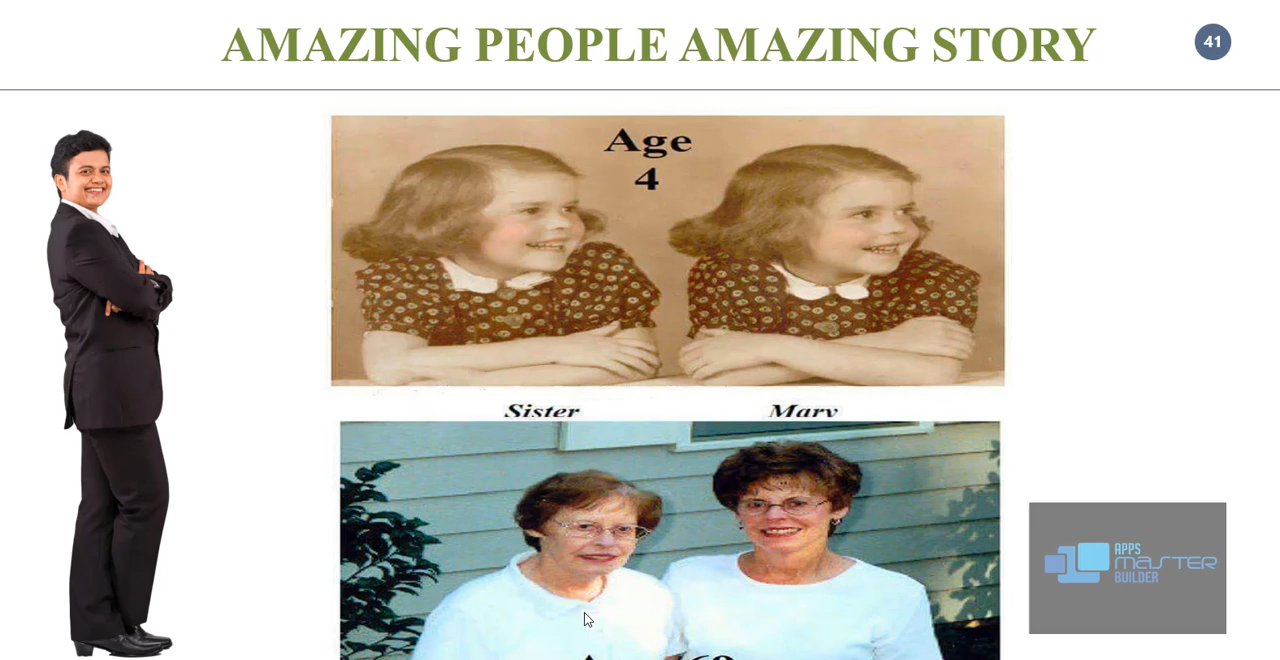 AMAZING PEOPLE AMAZING STORY
41
Age
4
Sister Mary
APPS
MASTER
BUILDER